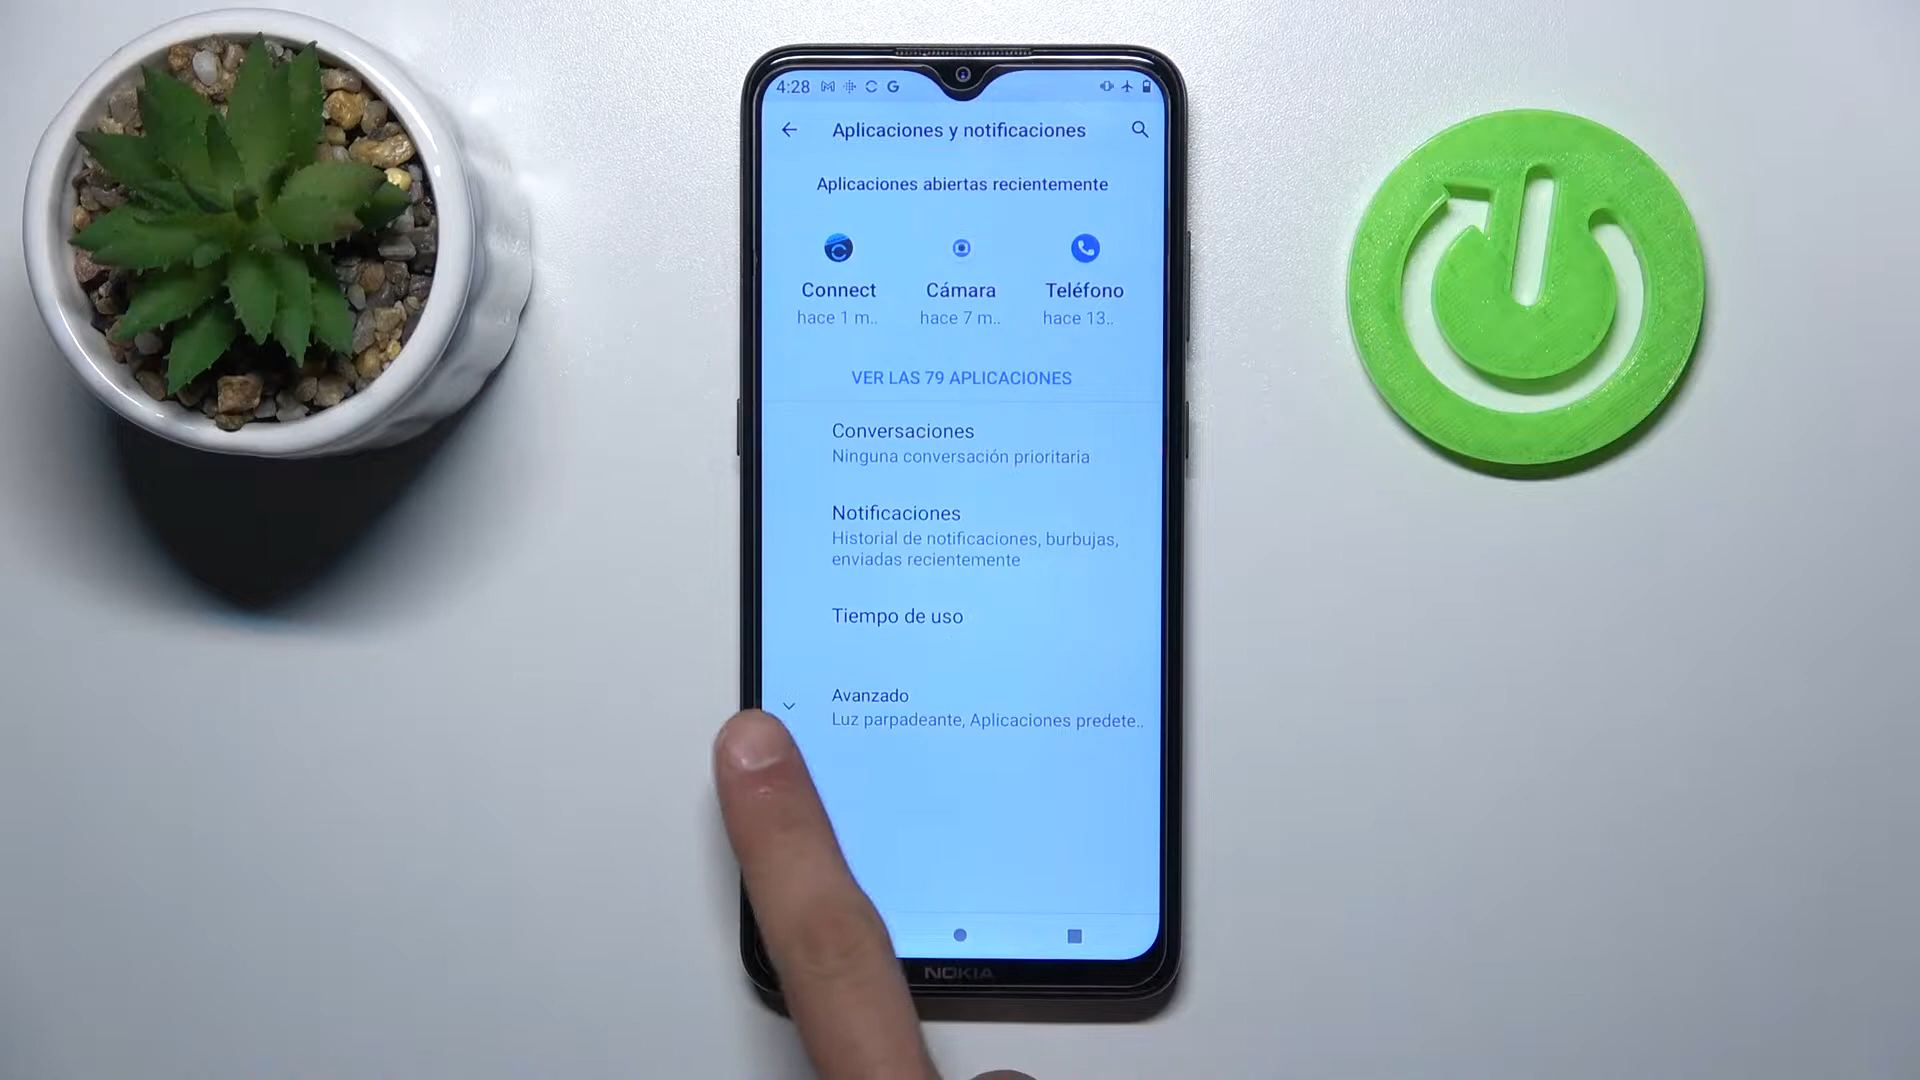 4:28
Aplicaciones y notificaciones
Aplicaciones abiertas recientemente
Connect Cámara Teléfono
hace 1 m.. hace 7 m.. hace 13..
VER LAS 79 APLICACIONES
Conversaciones
Ninguna conversación prioritaria
Notificaciones
Historial de notificaciones, burbujas,
enviadas recientemente
Tiempo de uso
Avanzado
Luz parpadeante, Aplicaciones predete..
NOKIA